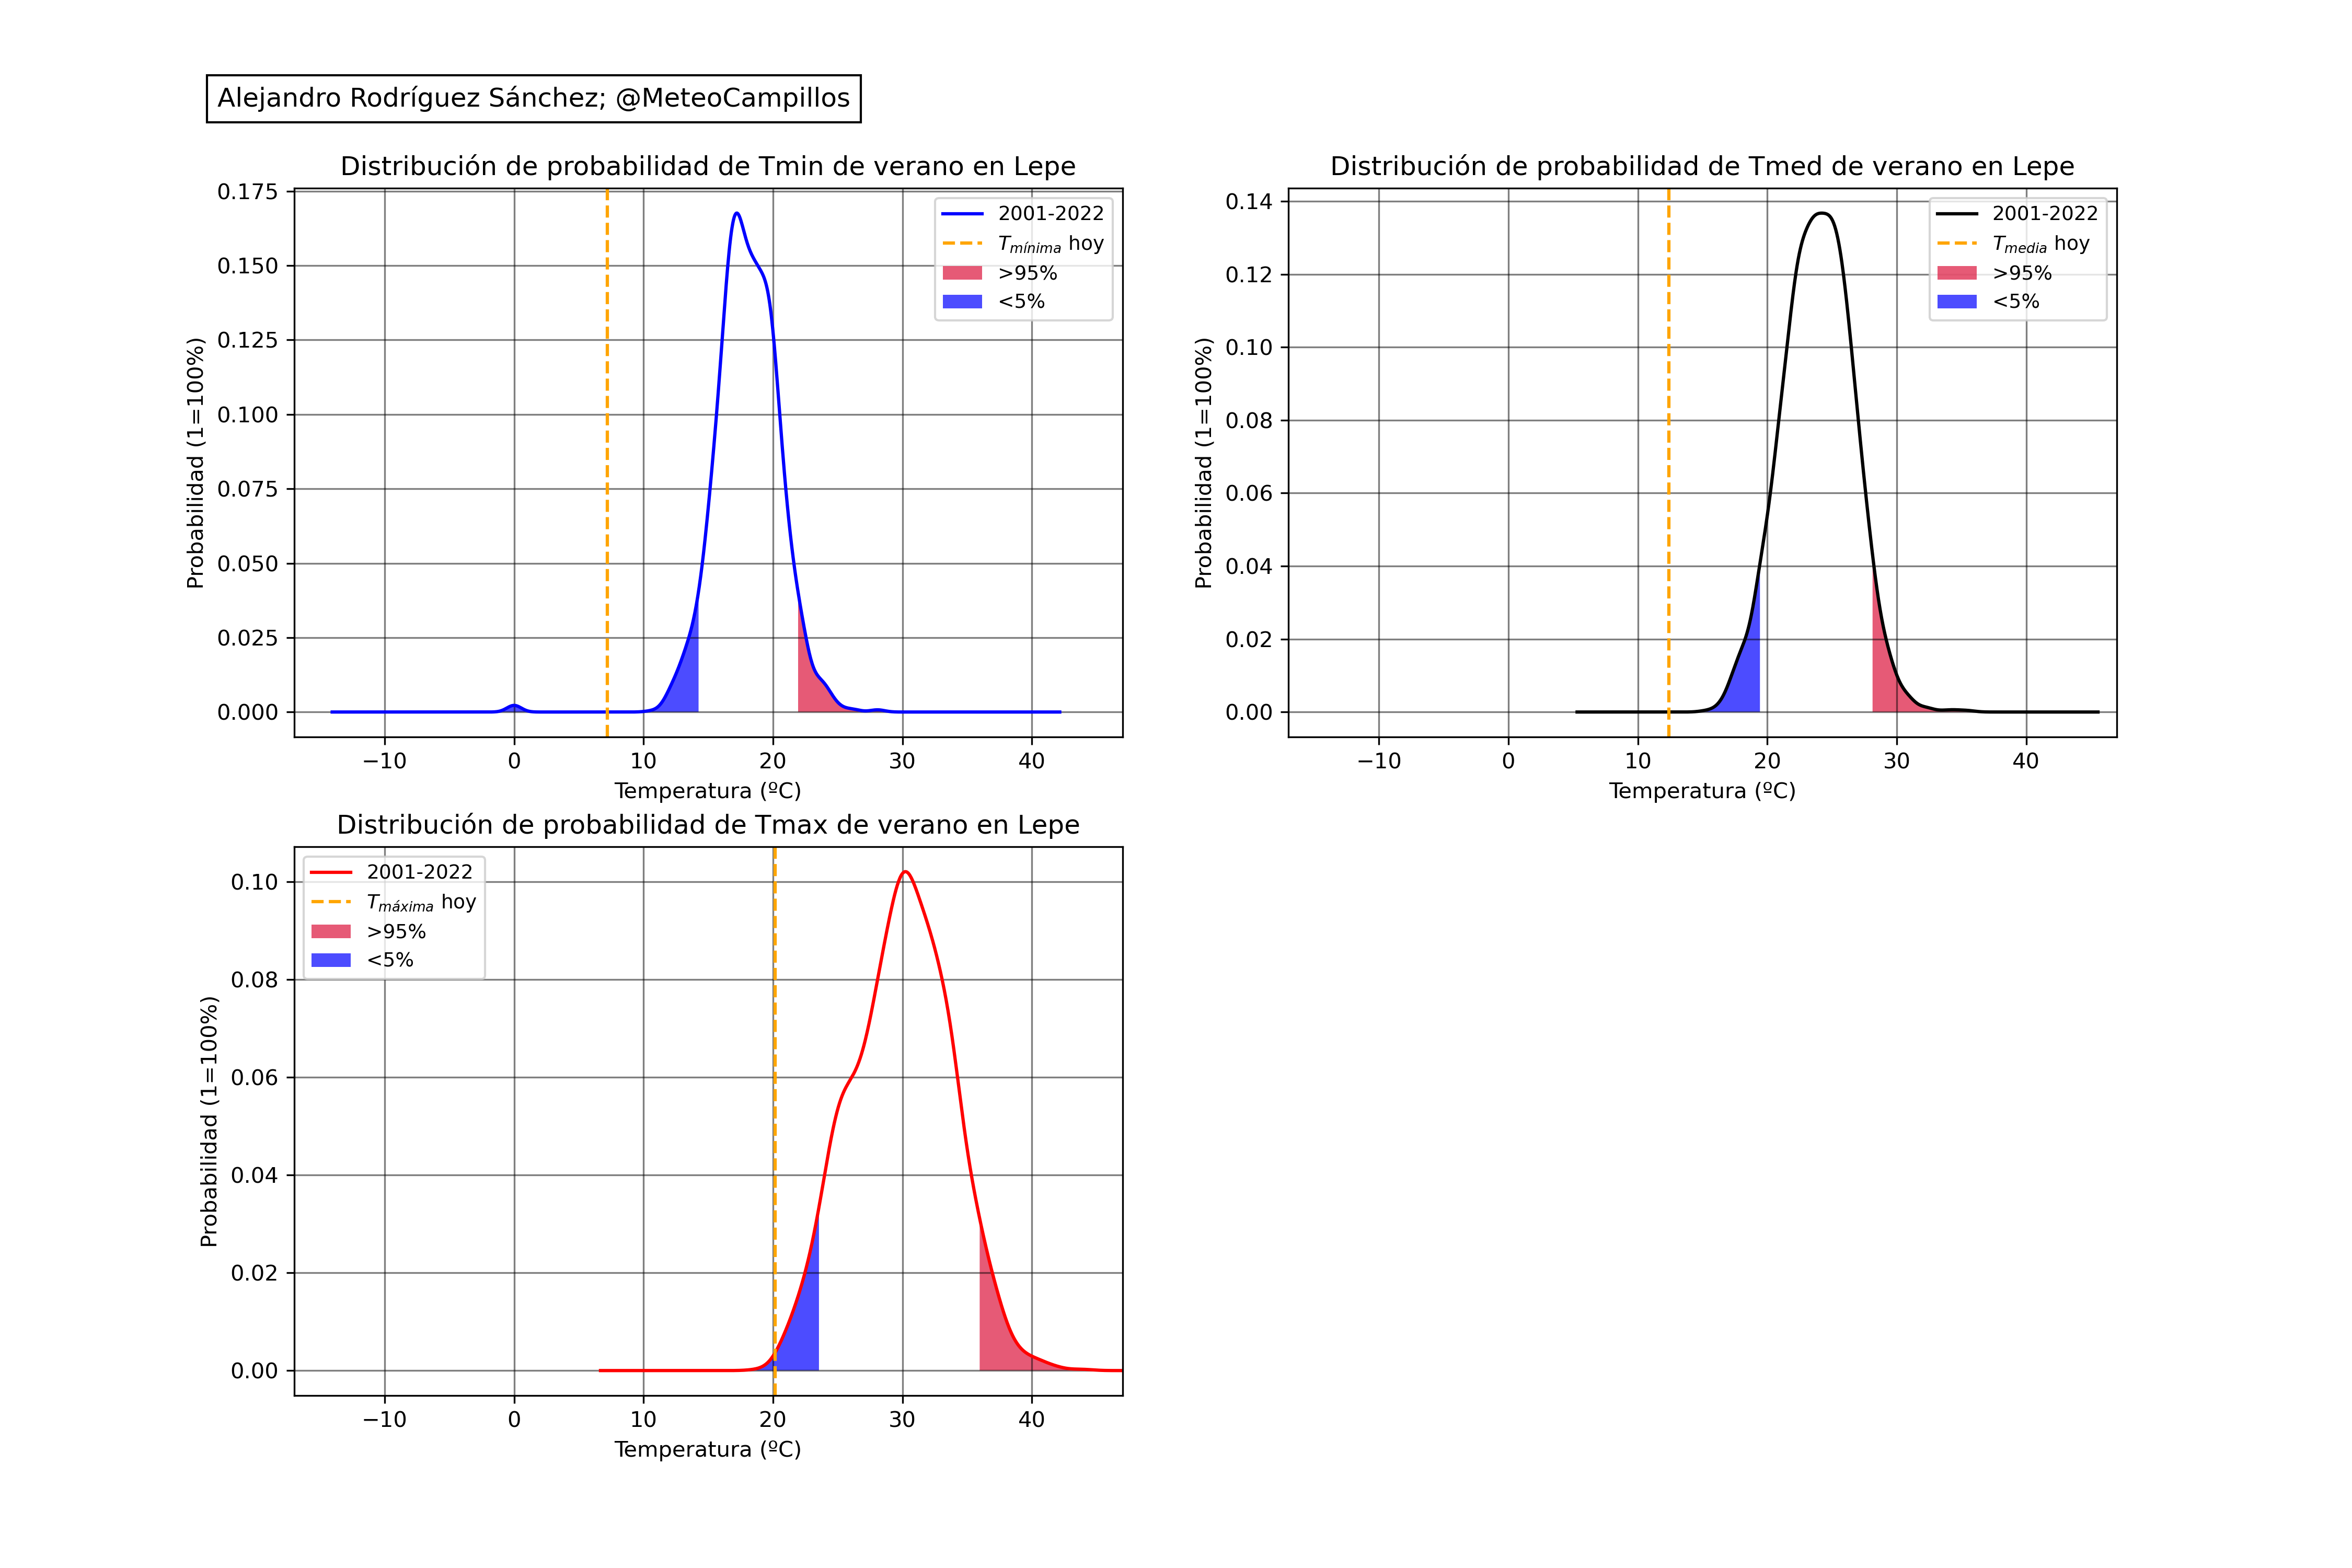 Alejandro Rodríguez Sánchez; @MeteoCampillos
Distribución de probabilidad de Tmin de verano en Lepe
0.175
0.150
0.125
0.100
0.075
0.050
0.025
0.000
Probabilidad (1=100%)
2001-2022
Tmínima hoy
>95%
<5%
−10 0 10 20 30 40
Temperatura (ºC)
Distribución de probabilidad de Tmed de verano en Lepe
0.14
0.12
0.10
0.08
0.06
0.04
0.02
0.00
Probabilidad (1=100%)
2001-2022
Tmedia hoy
>95%
<5%
−10 0 10 20 30 40
Temperatura (ºC)
Distribución de probabilidad de Tmax de verano en Lepe
0.10
0.08
0.06
0.04
0.02
0.00
Probabilidad (1=100%)
2001-2022
Tmáxima hoy
>95%
<5%
−10 0 10 20 30 40
Temperatura (ºC)